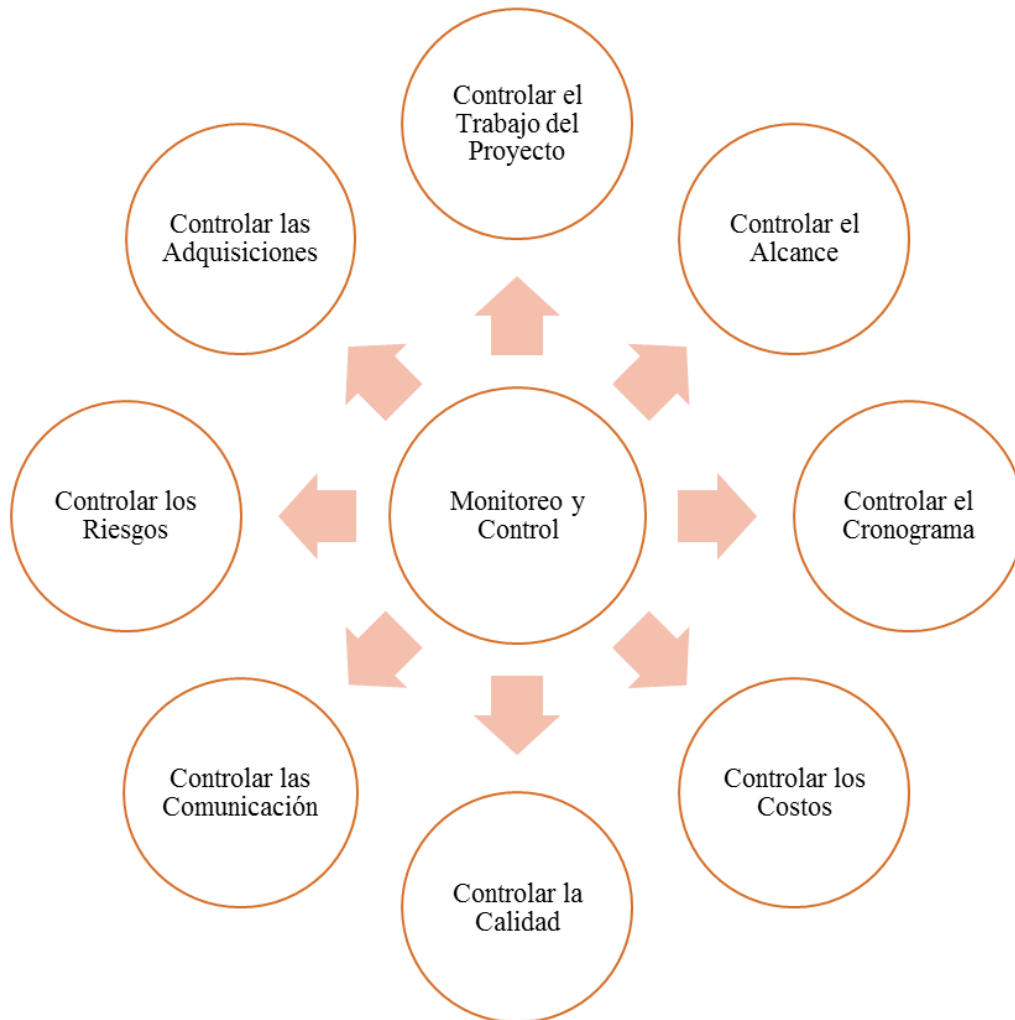 Controlar el
Trabajo del
Proyecto
Controlar las
Adquisiciones
Controlar el
Alcance
Controlar los
Riesgos
Monitoreo y
Control
Controlar el
Cronograma
Controlar las
Comunicación
Controlar los
Costos
Controlar la
Calidad